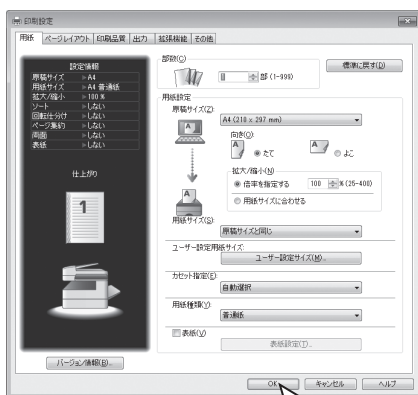 印刷設定
用紙 ページレイアウト 印刷品質 出力 拡張機能 その他
設定情報
原稿サイズ ▶ A4
用紙サイズ ▶ A4 普通紙
拡大/縮小 ▶ 100 %
ソート ▶ しない
回転仕分け ▶ しない
ページ集約 ▶ しない
両面 ▶ しない
表紙 ▶ しない
仕上がり
1
バージョン情報(B)...
部数(C)
部 (1-999)
標準に戻す(D)
用紙設定
原稿サイズ(Z):
A4 (210 x 297 mm)
向き(O):
A たて A よこ
拡大/縮小(N)
倍率を指定する 100 % (25-400)
用紙サイズに合わせる
用紙サイズ(S):
原稿サイズと同じ
ユーザー設定用紙サイズ:
ユーザー設定サイズ(M)...
カセット指定(E):
自動選択
用紙種類(Y):
普通紙
表紙(V)
表紙設定(T)...
OK キャンセル ヘルプ